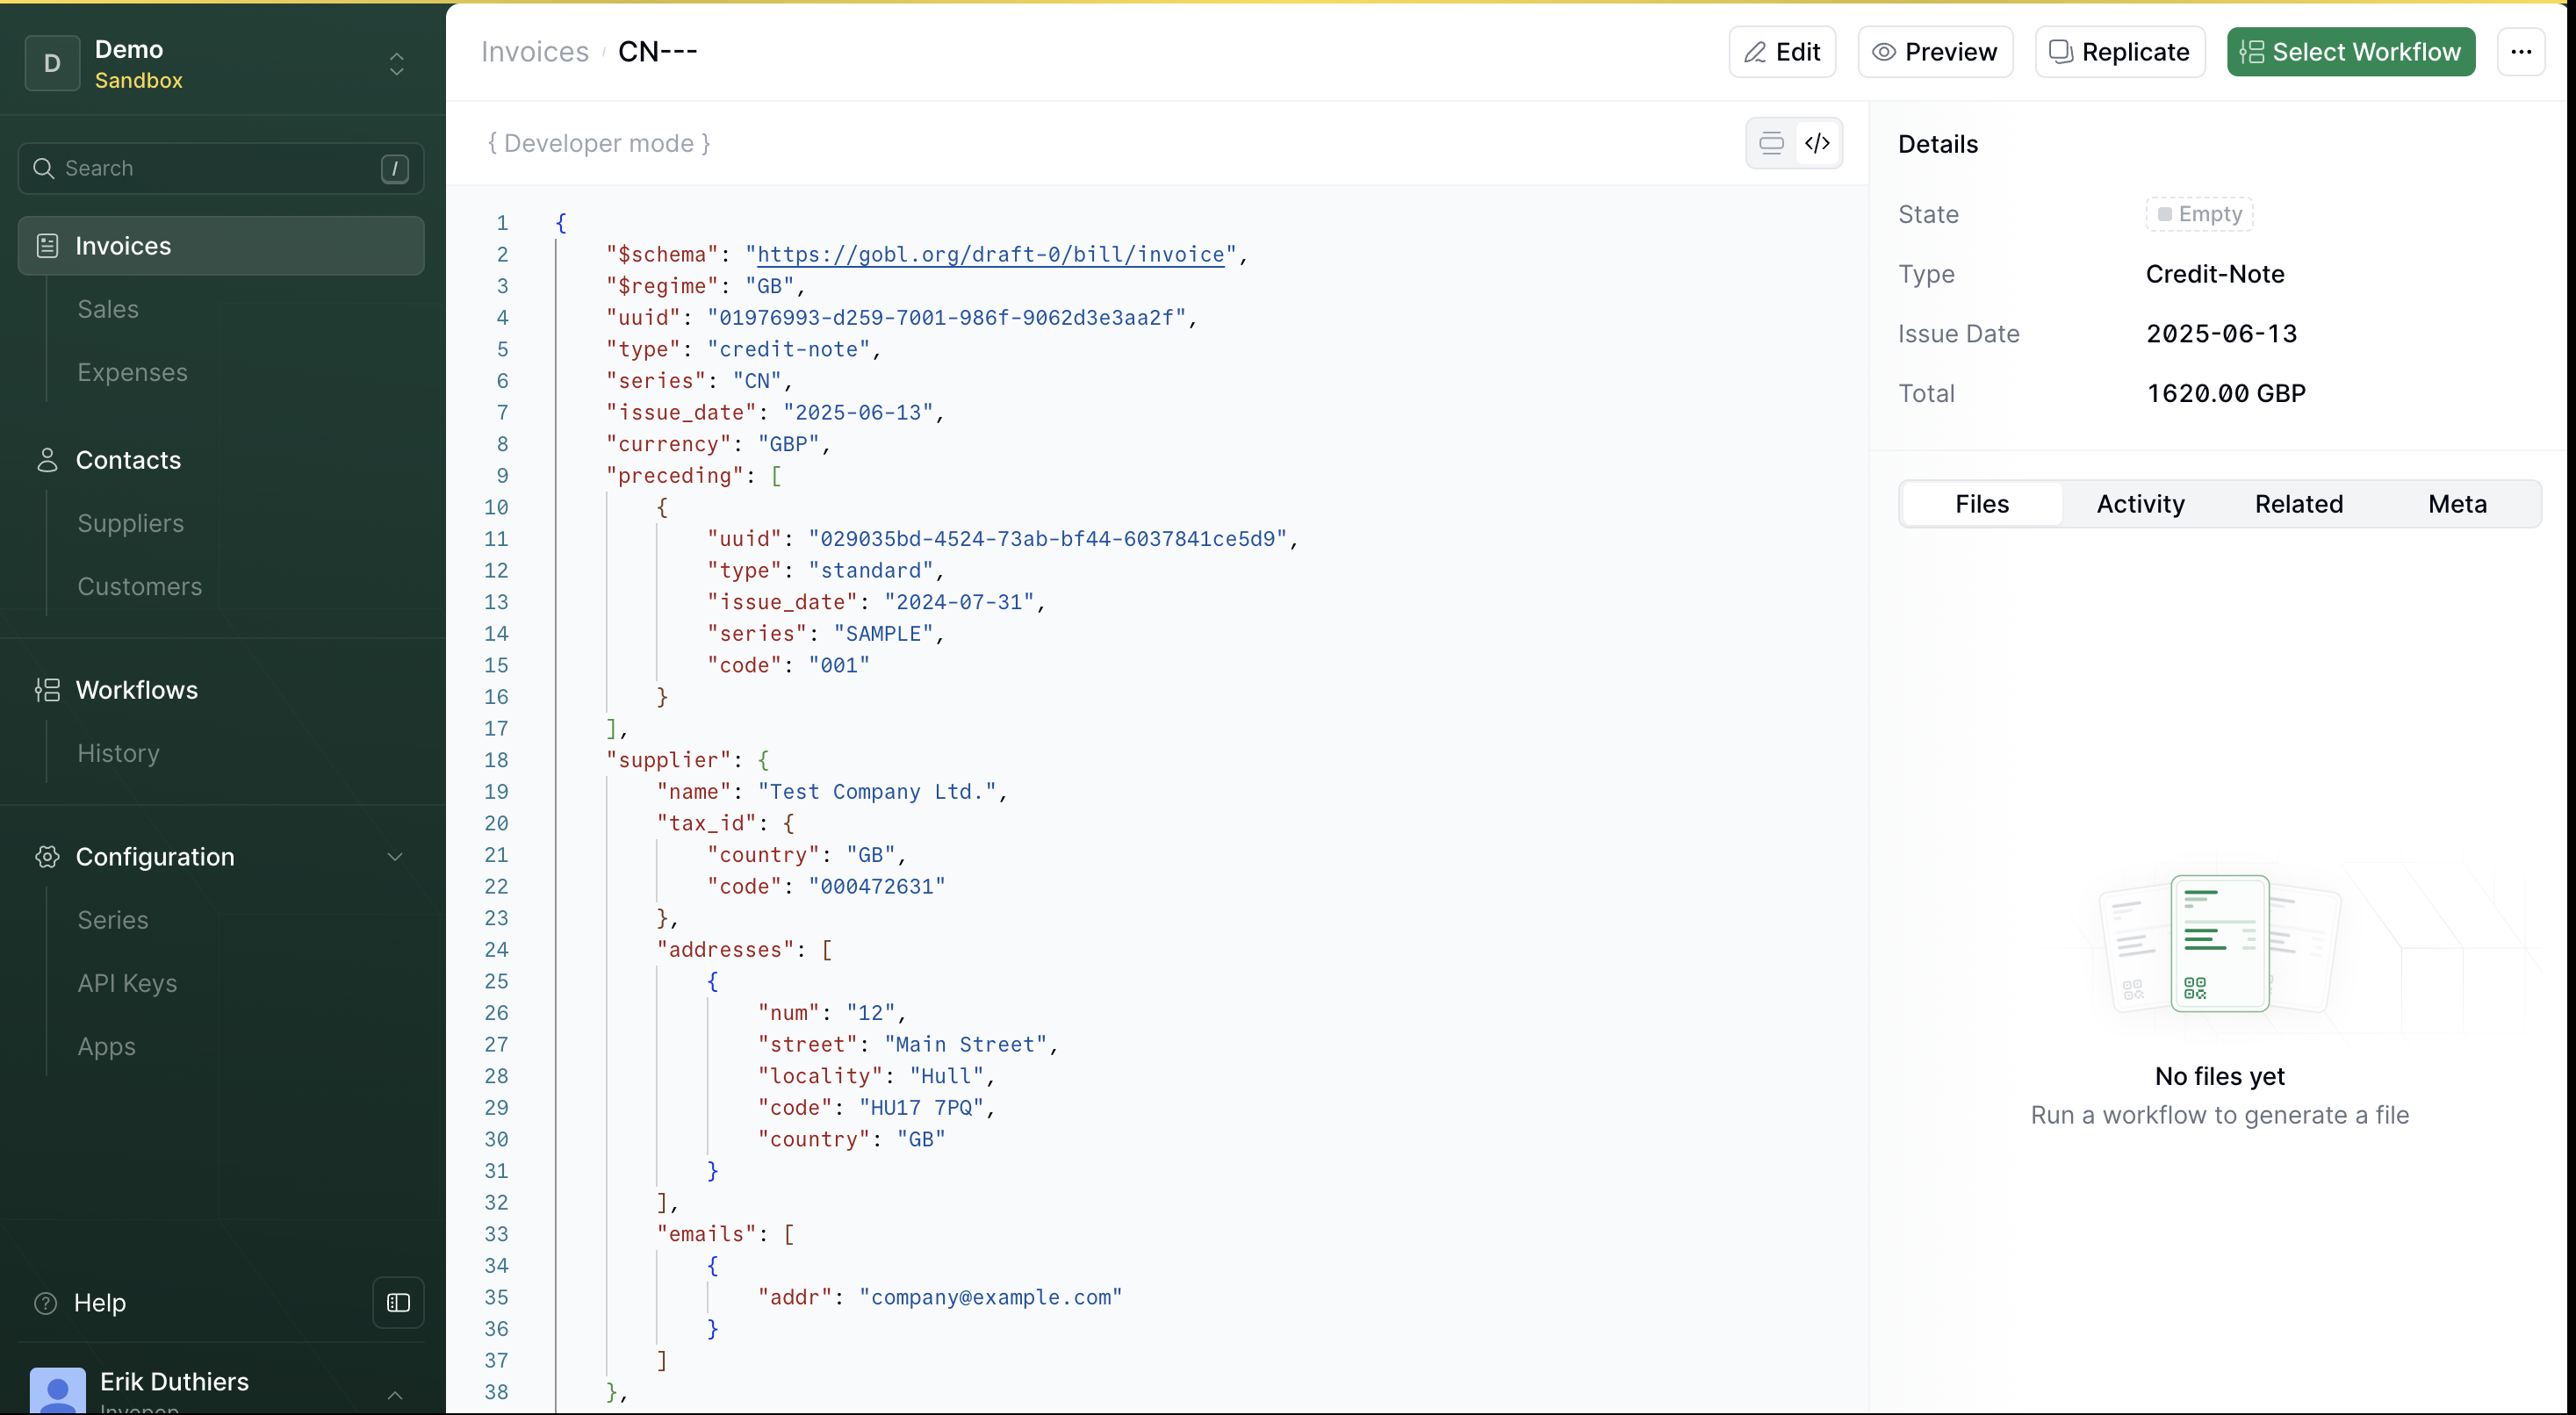 D
Demo
Sandbox
Search
/
Invoices
Sales
Expenses
Contacts
Suppliers
Customers
Workflows
History
Configuration
Series
API Keys
Apps
Help
Erik Duthiers
Invopop
Invoices / CN---
Edit
Preview
Replicate
Select Workflow
...
{ Developer mode }
</>
1 {
2 "$schema": "https://gobl.org/draft-0/bill/invoice",
3 "$regime": "GB",
4 "uuid": "01976993-d259-7001-986f-9062d3e3aa2f",
5 "type": "credit-note",
6 "series": "CN",
7 "issue_date": "2025-06-13",
8 "currency": "GBP",
9 "preceding": [
10 {
11 "uuid": "029035bd-4524-73ab-bf44-6037841ce5d9",
12 "type": "standard",
13 "issue_date": "2024-07-31",
14 "series": "SAMPLE",
15 "code": "001"
16 }
17 ],
18 "supplier": {
19 "name": "Test Company Ltd.",
20 "tax_id": {
21 "country": "GB",
22 "code": "000472631"
23 },
24 "addresses": [
25 {
26 "num": "12",
27 "street": "Main Street",
28 "locality": "Hull",
29 "code": "HU17 7PQ",
30 "country": "GB"
31 }
32 ],
33 "emails": [
34 {
35 "addr": "company@example.com"
36 }
37 ]
38 },
Details
State Empty
Type Credit-Note
Issue Date 2025-06-13
Total 1620.00 GBP
Files
Activity
Related
Meta
No files yet
Run a workflow to generate a file